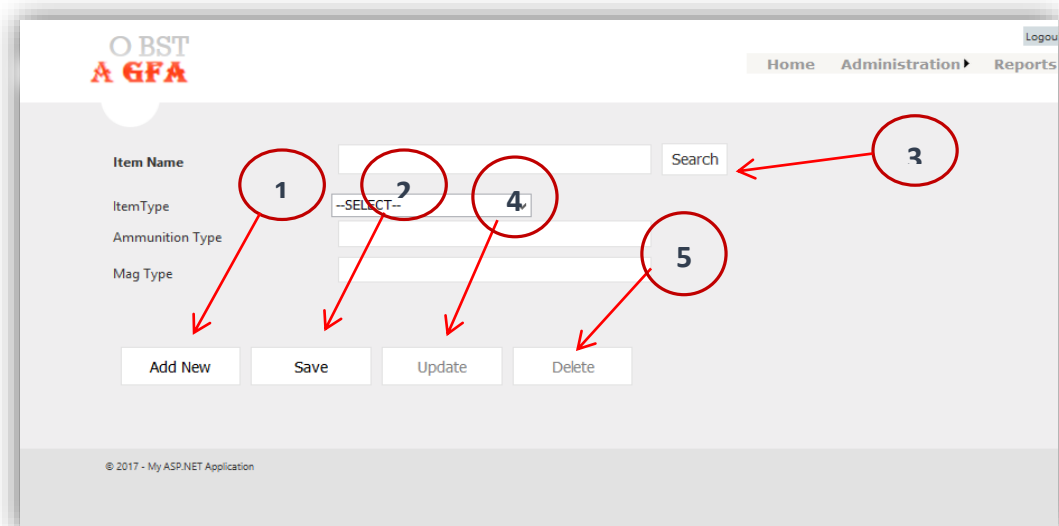 O BST
A GFA
Logou
Home Administration Reports
Item Name
Search
3
1
2
4
ItemType
--SELECT--
Ammunition Type
5
Mag Type
Add New Save Update Delete
© 2017 - My ASP.NET Application